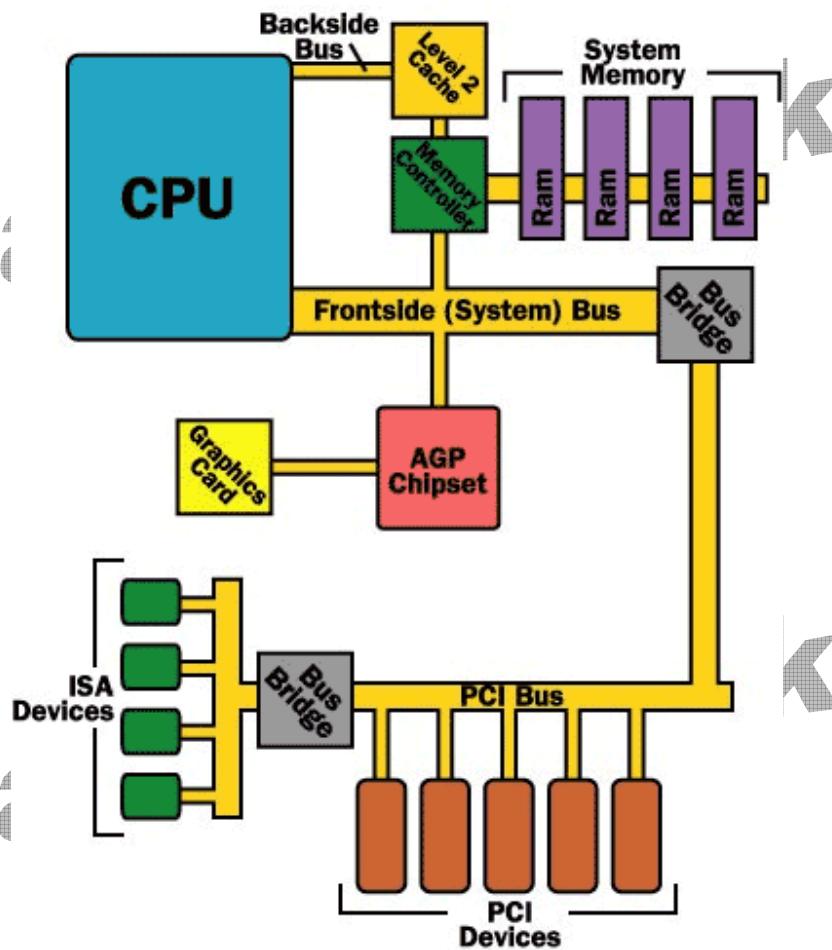 Backside
Bus
Level 2
Cache
System
Memory
CPU
Memory
Controller
Ram
Ram
Ram
Ram
Frontside (System) Bus
Bus
Bridge
Graphics
Card
AGP
Chipset
ISA
Devices
Bus
Bridge
PCI Bus
PCI
Devices